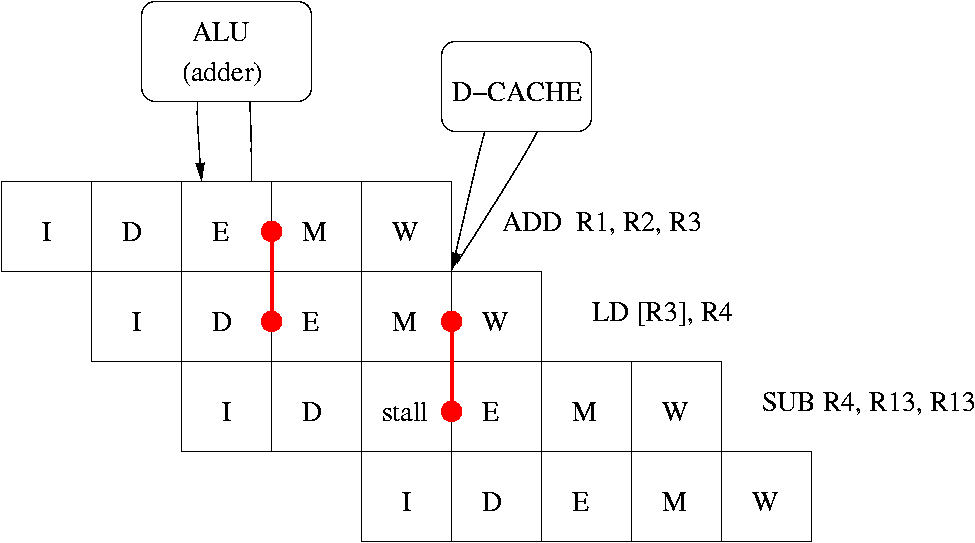 ALU
(adder)
D–CACHE
I D E M W ADD R1, R2, R3
I D E M W LD [R3], R4
I D stall E M W SUB R4, R13, R13
I D E M W